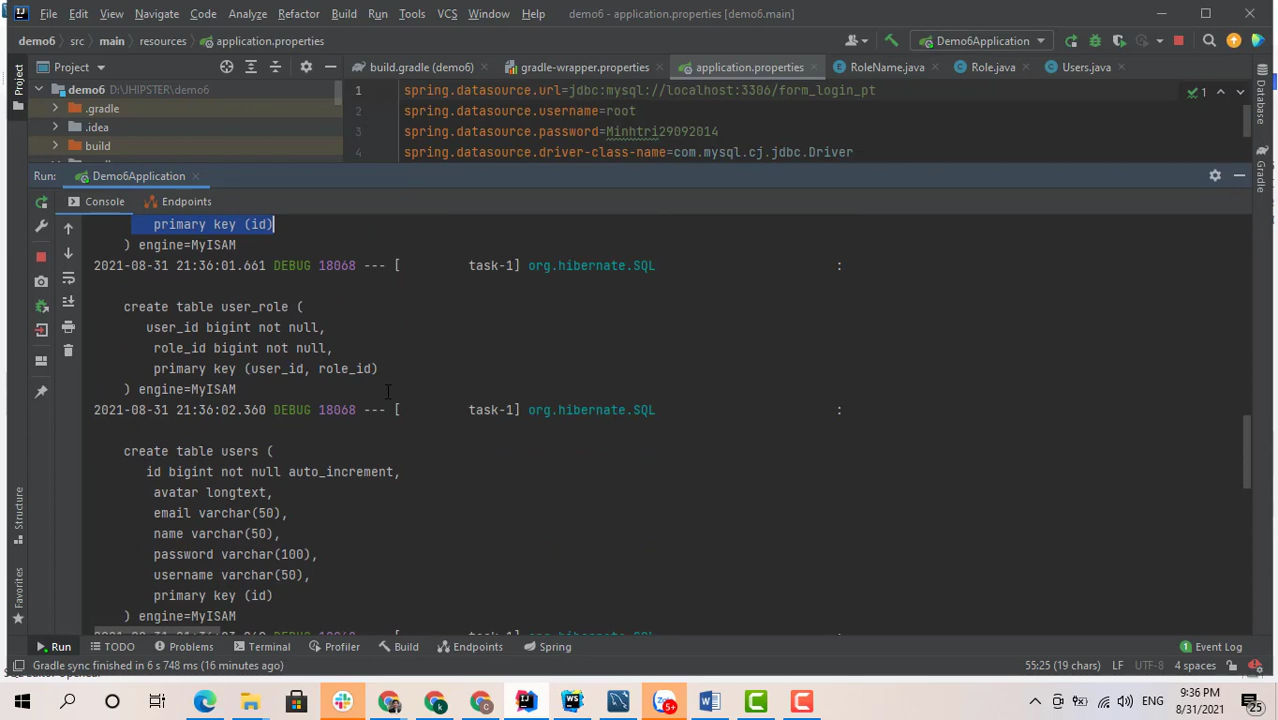 File Edit View Navigate Code Analyze Refactor Build Run Tools VCS Window Help demo6 - application.properties
demo6 src main resources application.properties Demo6Application
Project build.gradle (demo6) gradle-wrapper.properties application.properties RoleName.java Role.java Users.java
demo6 D:\JHIPSTER\demo6
.gradle
.idea
build
1 spring.datasource.url=jdbc:mysql://localhost:3306/form_login_pt
2 spring.datasource.username=root
3 spring.datasource.password=Minhtri29092014
4 spring.datasource.driver-class-name=com.mysql.cj.jdbc.Driver
1
Project
Database
Gradle
Structure
Favorites
Run: Demo6Application
Console Endpoints
primary key (id)
) engine=MyISAM
2021-08-31 21:36:01.661 DEBUG 18068 --- [ task-1] org.hibernate.SQL :
create table user_role (
user_id bigint not null,
role_id bigint not null,
primary key (user_id, role_id)
) engine=MyISAM
2021-08-31 21:36:02.360 DEBUG 18068 --- [ task-1] org.hibernate.SQL :
create table users (
id bigint not null auto_increment,
avatar longtext,
email varchar(50),
name varchar(50),
password varchar(100),
username varchar(50),
primary key (id)
) engine=MyISAM
Run TODO Problems Terminal Profiler Build Endpoints Spring Event Log
Gradle sync finished in 6 s 748 ms (16 minutes ago) 55:25 (19 chars) LF UTF-8 4 spaces
5+ ENG 9:36 PM
8/31/2021 25